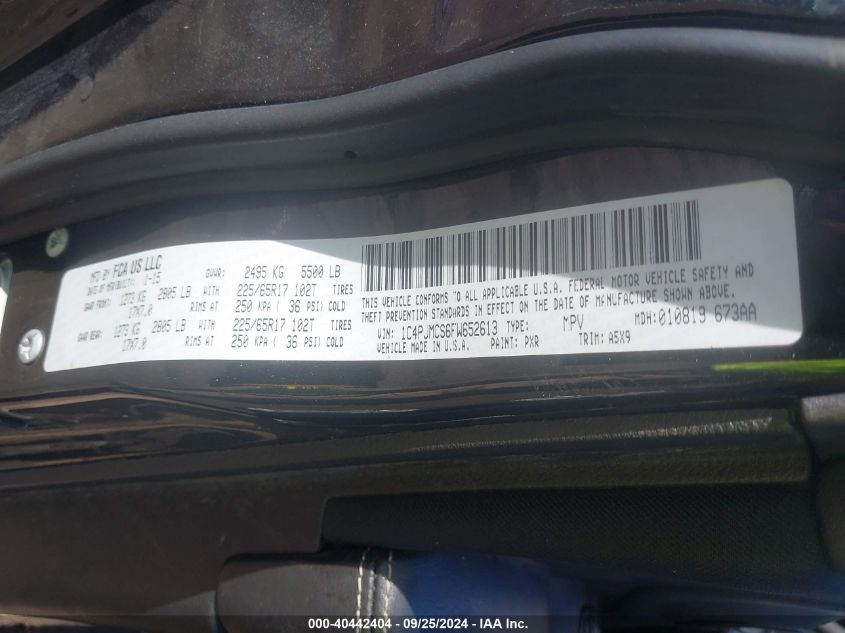 MFD BY FCA US LLC
DATE OF MFR 1-15
GVWR: 2495 KG 5500 LB
GAWR FRONT: 1273 KG 2805 LB WITH 225/65R17 102T TIRES
17X7.0 RIMS AT 250 KPA ( 36 PSI) COLD
GAWR REAR: 1273 KG 2805 LB WITH 225/65R17 102T TIRES
17X7.0 RIMS AT 250 KPA ( 36 PSI) COLD
THIS VEHICLE CONFORMS TO ALL APPLICABLE U.S.A. FEDERAL MOTOR VEHICLE SAFETY AND
THEFT PREVENTION STANDARDS IN EFFECT ON THE DATE OF MANUFACTURE SHOWN ABOVE.
VIN: 1C4PJMCS6FW652613 TYPE: MPV MDH: 010813 673AA
VEHICLE MADE IN U.S.A. PAINT: PXR TRIM: A5X9
000-40442404 - 09/25/2024 - IAA Inc.